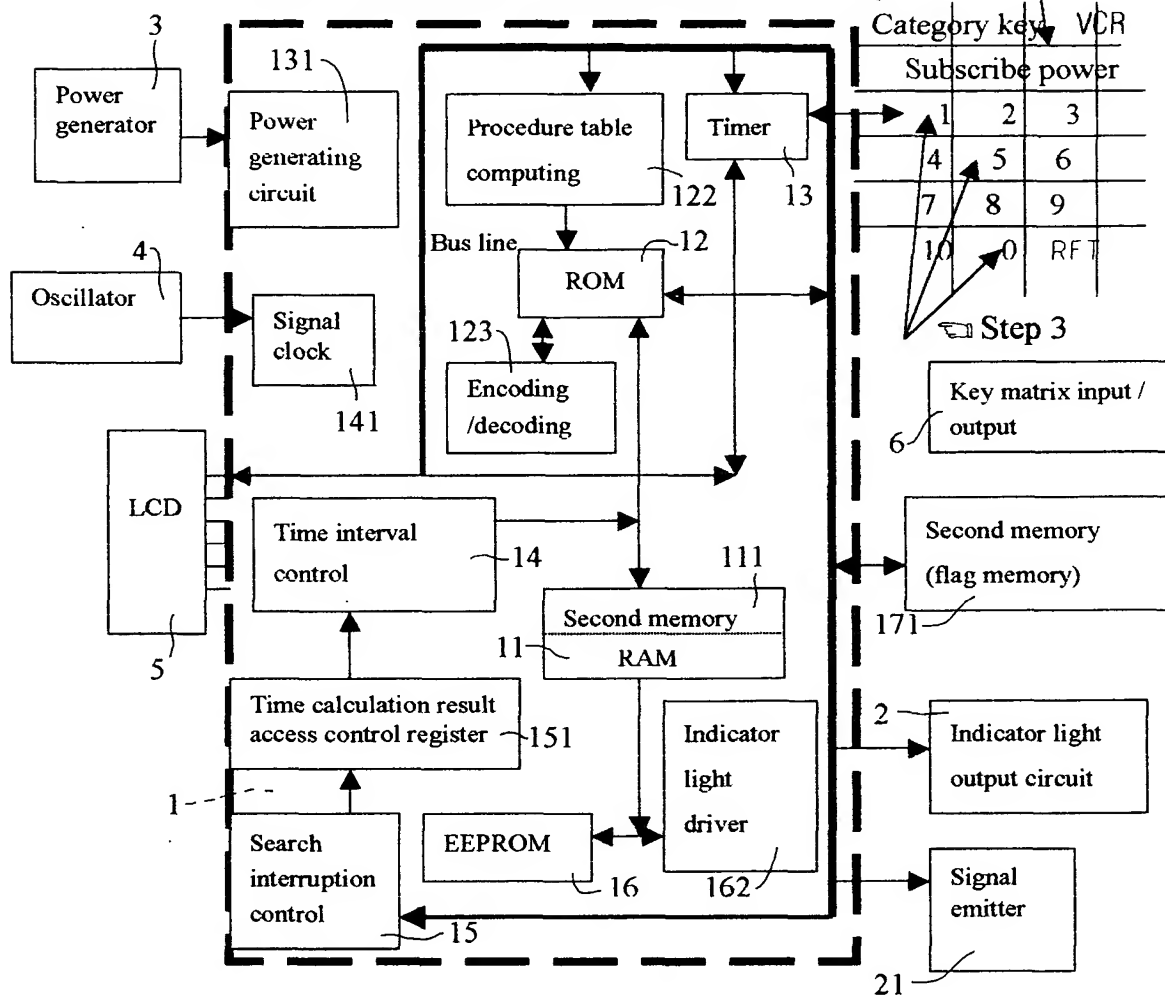 3
Power
generator
131
Power
generating
circuit
4
Oscillator
Signal
clock
141
LCD
5
Procedure table
computing
122
Timer
13
Bus line
12
ROM
123
Encoding
/decoding
Time interval
control
14
111
Second memory
11
RAM
Time calculation result
access control register
151
1
Search
interruption
control
15
EEPROM
16
Indicator
light
driver
162
Category key VCR
Subscribe power
1 2 3
4 5 6
7 8 9
10 0 RFT
☜ Step 3
Key matrix input /
output
6
Second memory
(flag memory)
171
2
Indicator light
output circuit
Signal
emitter
21